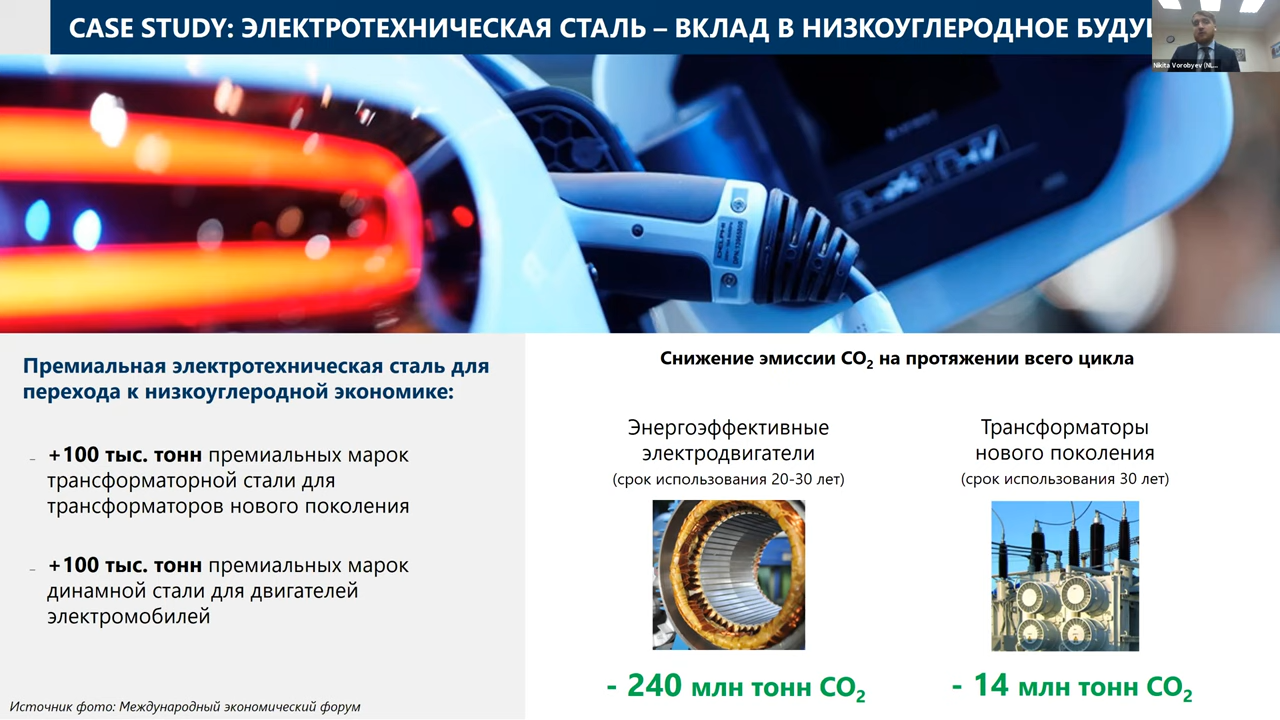 CASE STUDY: ЭЛЕКТРОТЕХНИЧЕСКАЯ СТАЛЬ – ВКЛАД В НИЗКОУГЛЕРОДНОЕ
Nikita Vorobyev (NL...
DELPHI
Премиальная электротехническая сталь для
перехода к низкоуглеродной экономике:
- +100 тыс. тонн премиальных марок
трансформаторной стали для
трансформаторов нового поколения
- +100 тыс. тонн премиальных марок
динамной стали для двигателей
электромобилей
Источник фото: Международный экономический форум
Снижение эмиссии CO₂ на протяжении всего цикла
Энергоэффективные
электродвигатели
(срок использования 20-30 лет)
- 240 млн тонн CO₂
Трансформаторы
нового поколения
(срок использования 30 лет)
- 14 млн тонн CO₂